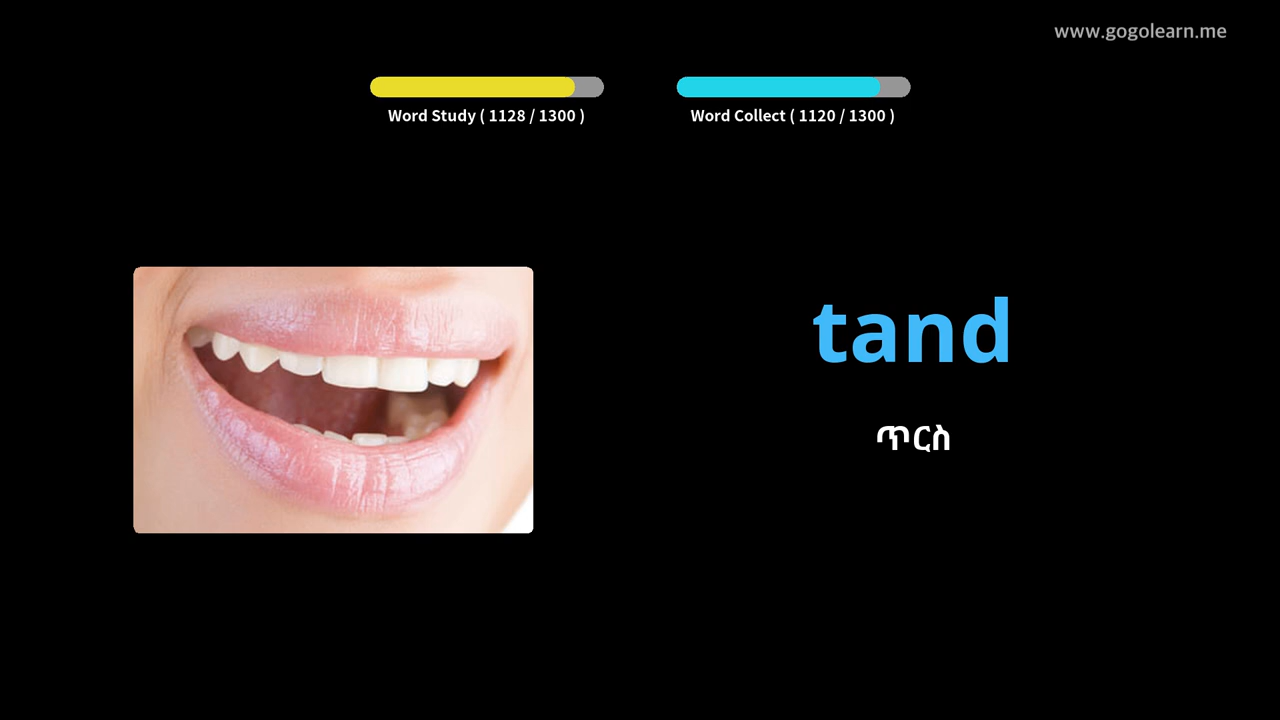 www.gogolearn.me
Word Study ( 1128 / 1300 )
Word Collect ( 1120 / 1300 )
tand
ጥርስ